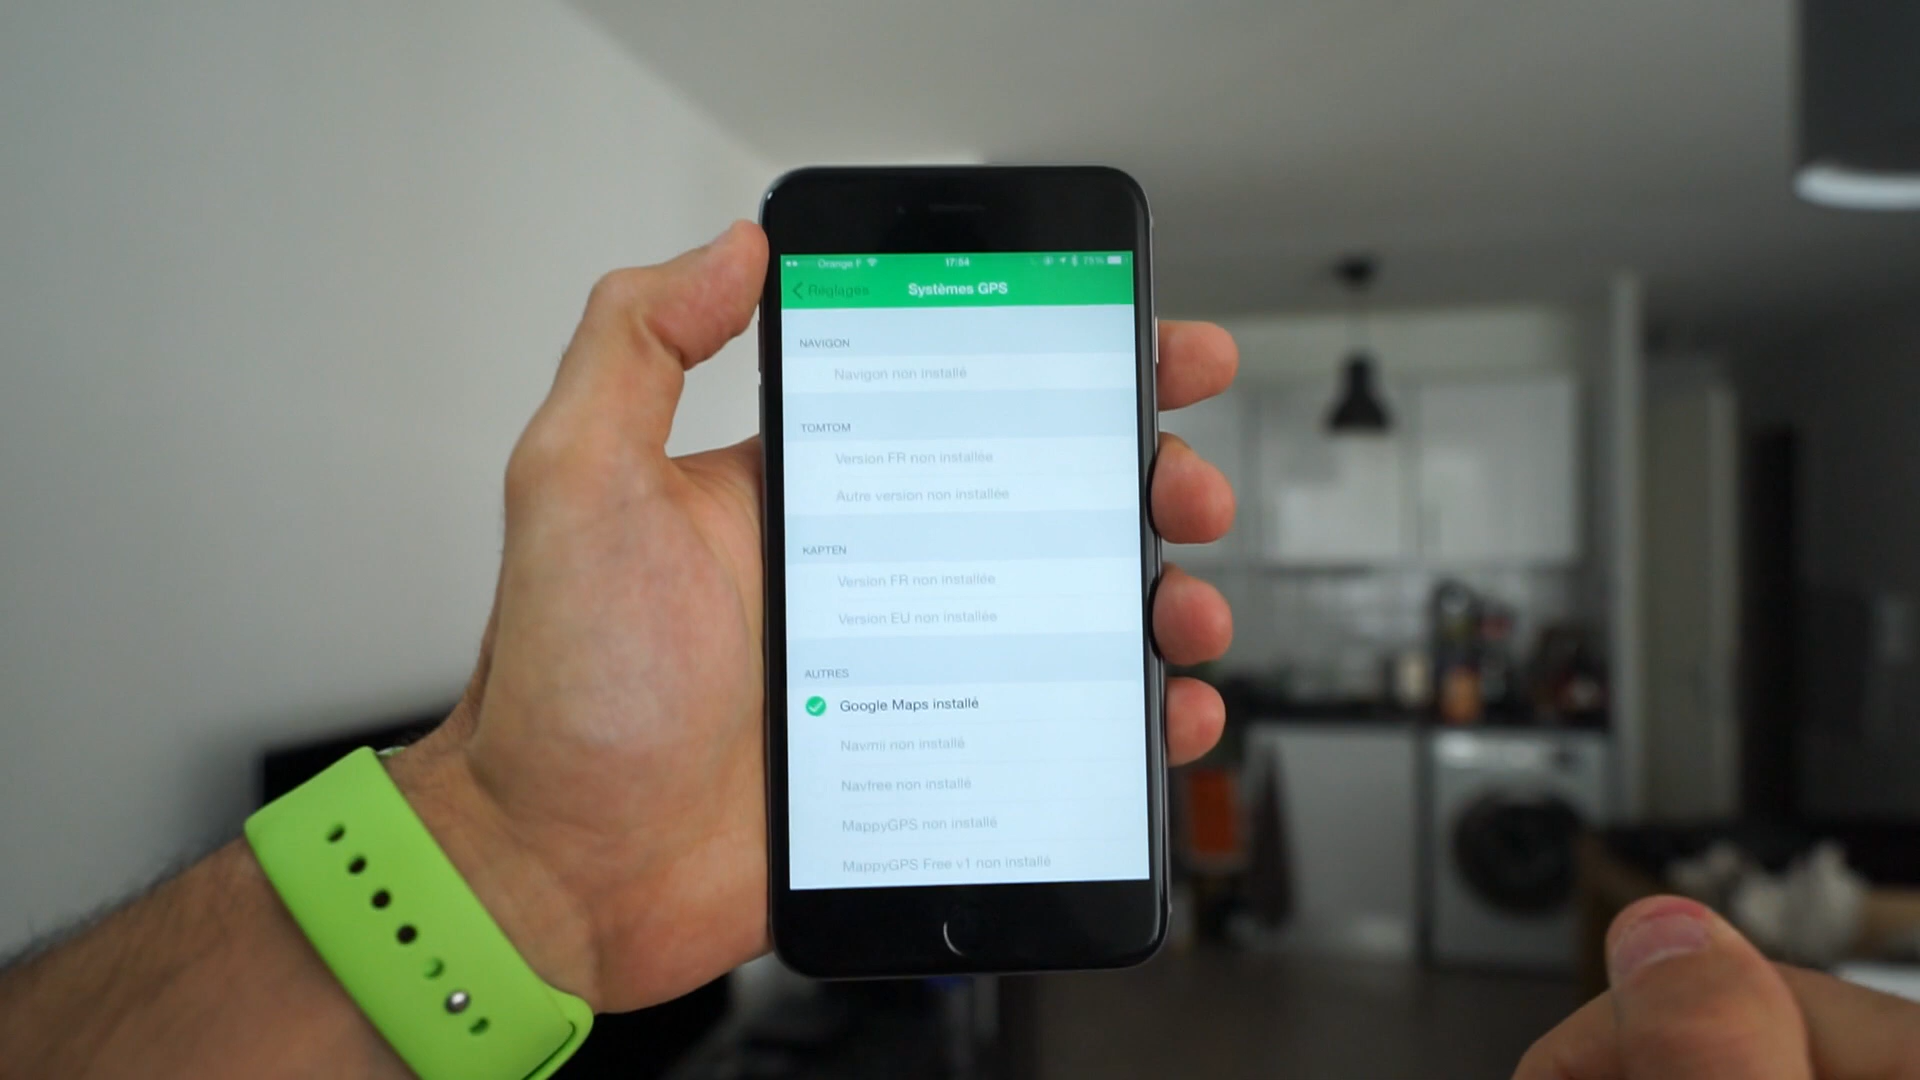 Orange F 17:54 75%
Réglages Systèmes GPS
NAVIGON
Navigon non installé
TOMTOM
Version FR non installée
Autre version non installée
KAPTEN
Version FR non installée
Version EU non installée
AUTRES
Google Maps installé
Navmii non installé
Navfree non installé
MappyGPS non installé
MappyGPS Free v1 non installé